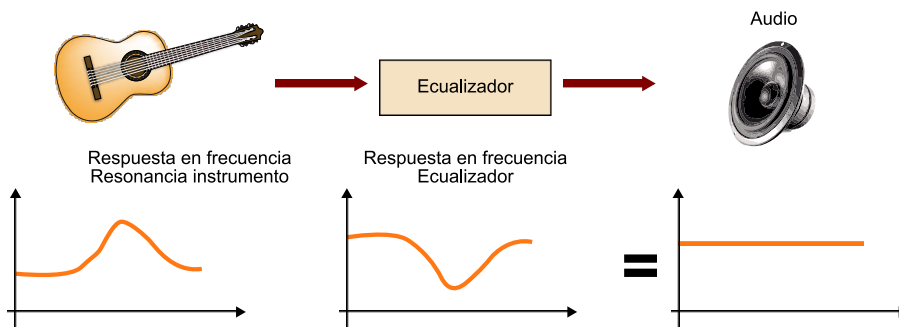 Audio
Ecualizador
Respuesta en frecuencia
Resonancia instrumento
Respuesta en frecuencia
Ecualizador